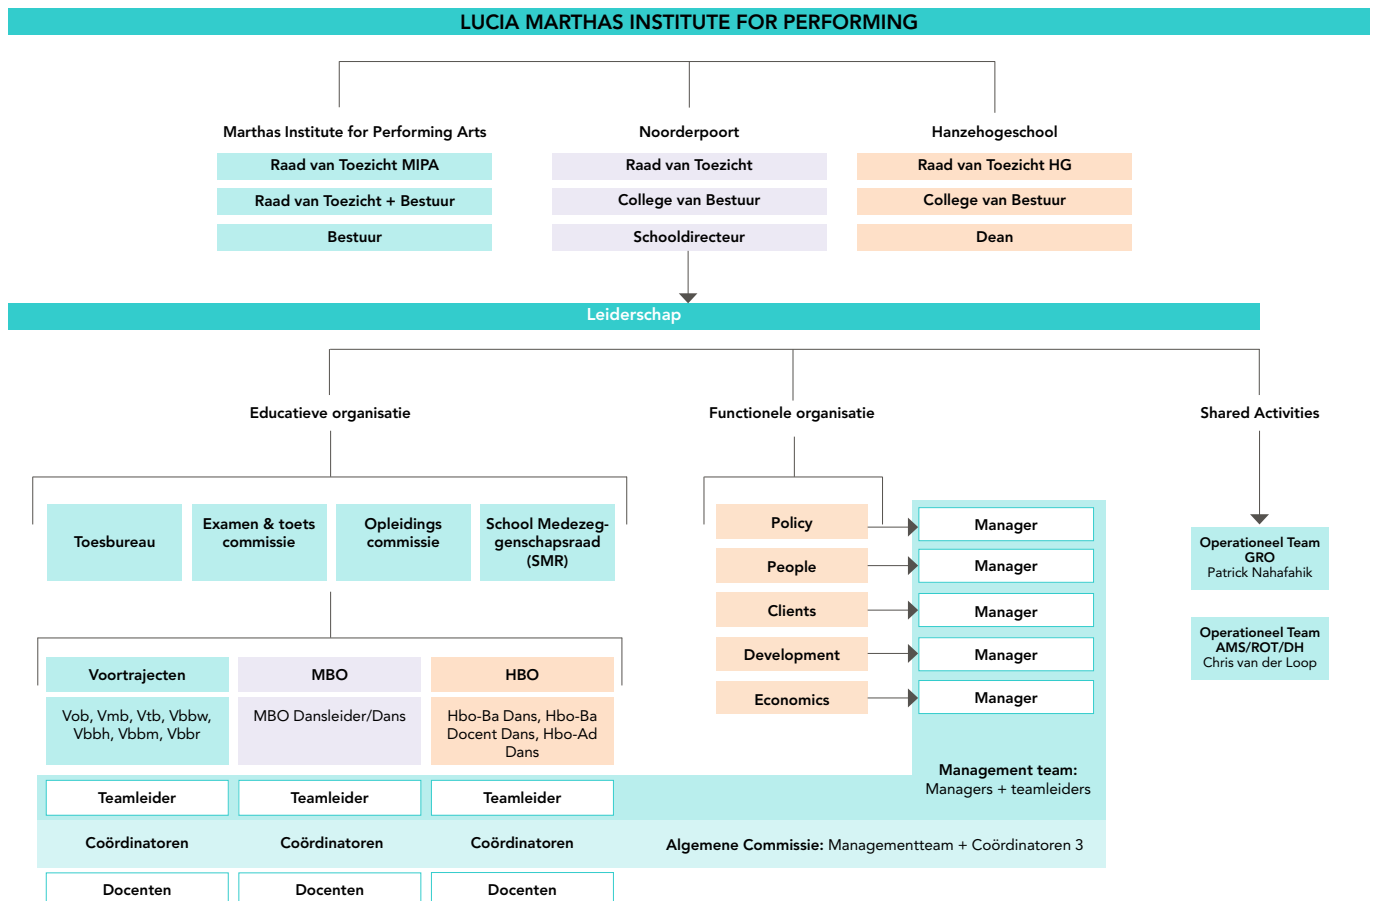 LUCIA MARTHAS INSTITUTE FOR PERFORMING
Marthas Institute for Performing Arts
Raad van Toezicht MIPA
Raad van Toezicht + Bestuur
Bestuur
Noorderpoort
Raad van Toezicht
College van Bestuur
Schooldirecteur
Hanzehogeschool
Raad van Toezicht HG
College van Bestuur
Dean
Leiderschap
Educatieve organisatie
Toesbureau
Examen & toets
commissie
Opleidings
commissie
School Medezeg-
genschapsraad
(SMR)
Voortrajecten
Vob, Vmb, Vtb, Vbbw,
Vbbh, Vbbm, Vbbr
Teamleider
Coördinatoren
Docenten
MBO
MBO Dansleider/Dans
Teamleider
Coördinatoren
Docenten
HBO
Hbo-Ba Dans, Hbo-Ba
Docent Dans, Hbo-Ad
Dans
Teamleider
Coördinatoren
Docenten
Functionele organisatie
Policy
Manager
People
Manager
Clients
Manager
Development
Manager
Economics
Manager
Management team:
Managers + teamleiders
Algemene Commissie: Managementteam + Coördinatoren 3
Shared Activities
Operationeel Team
GRO
Patrick Nahafahik
Operationeel Team
AMS/ROT/DH
Chris van der Loop